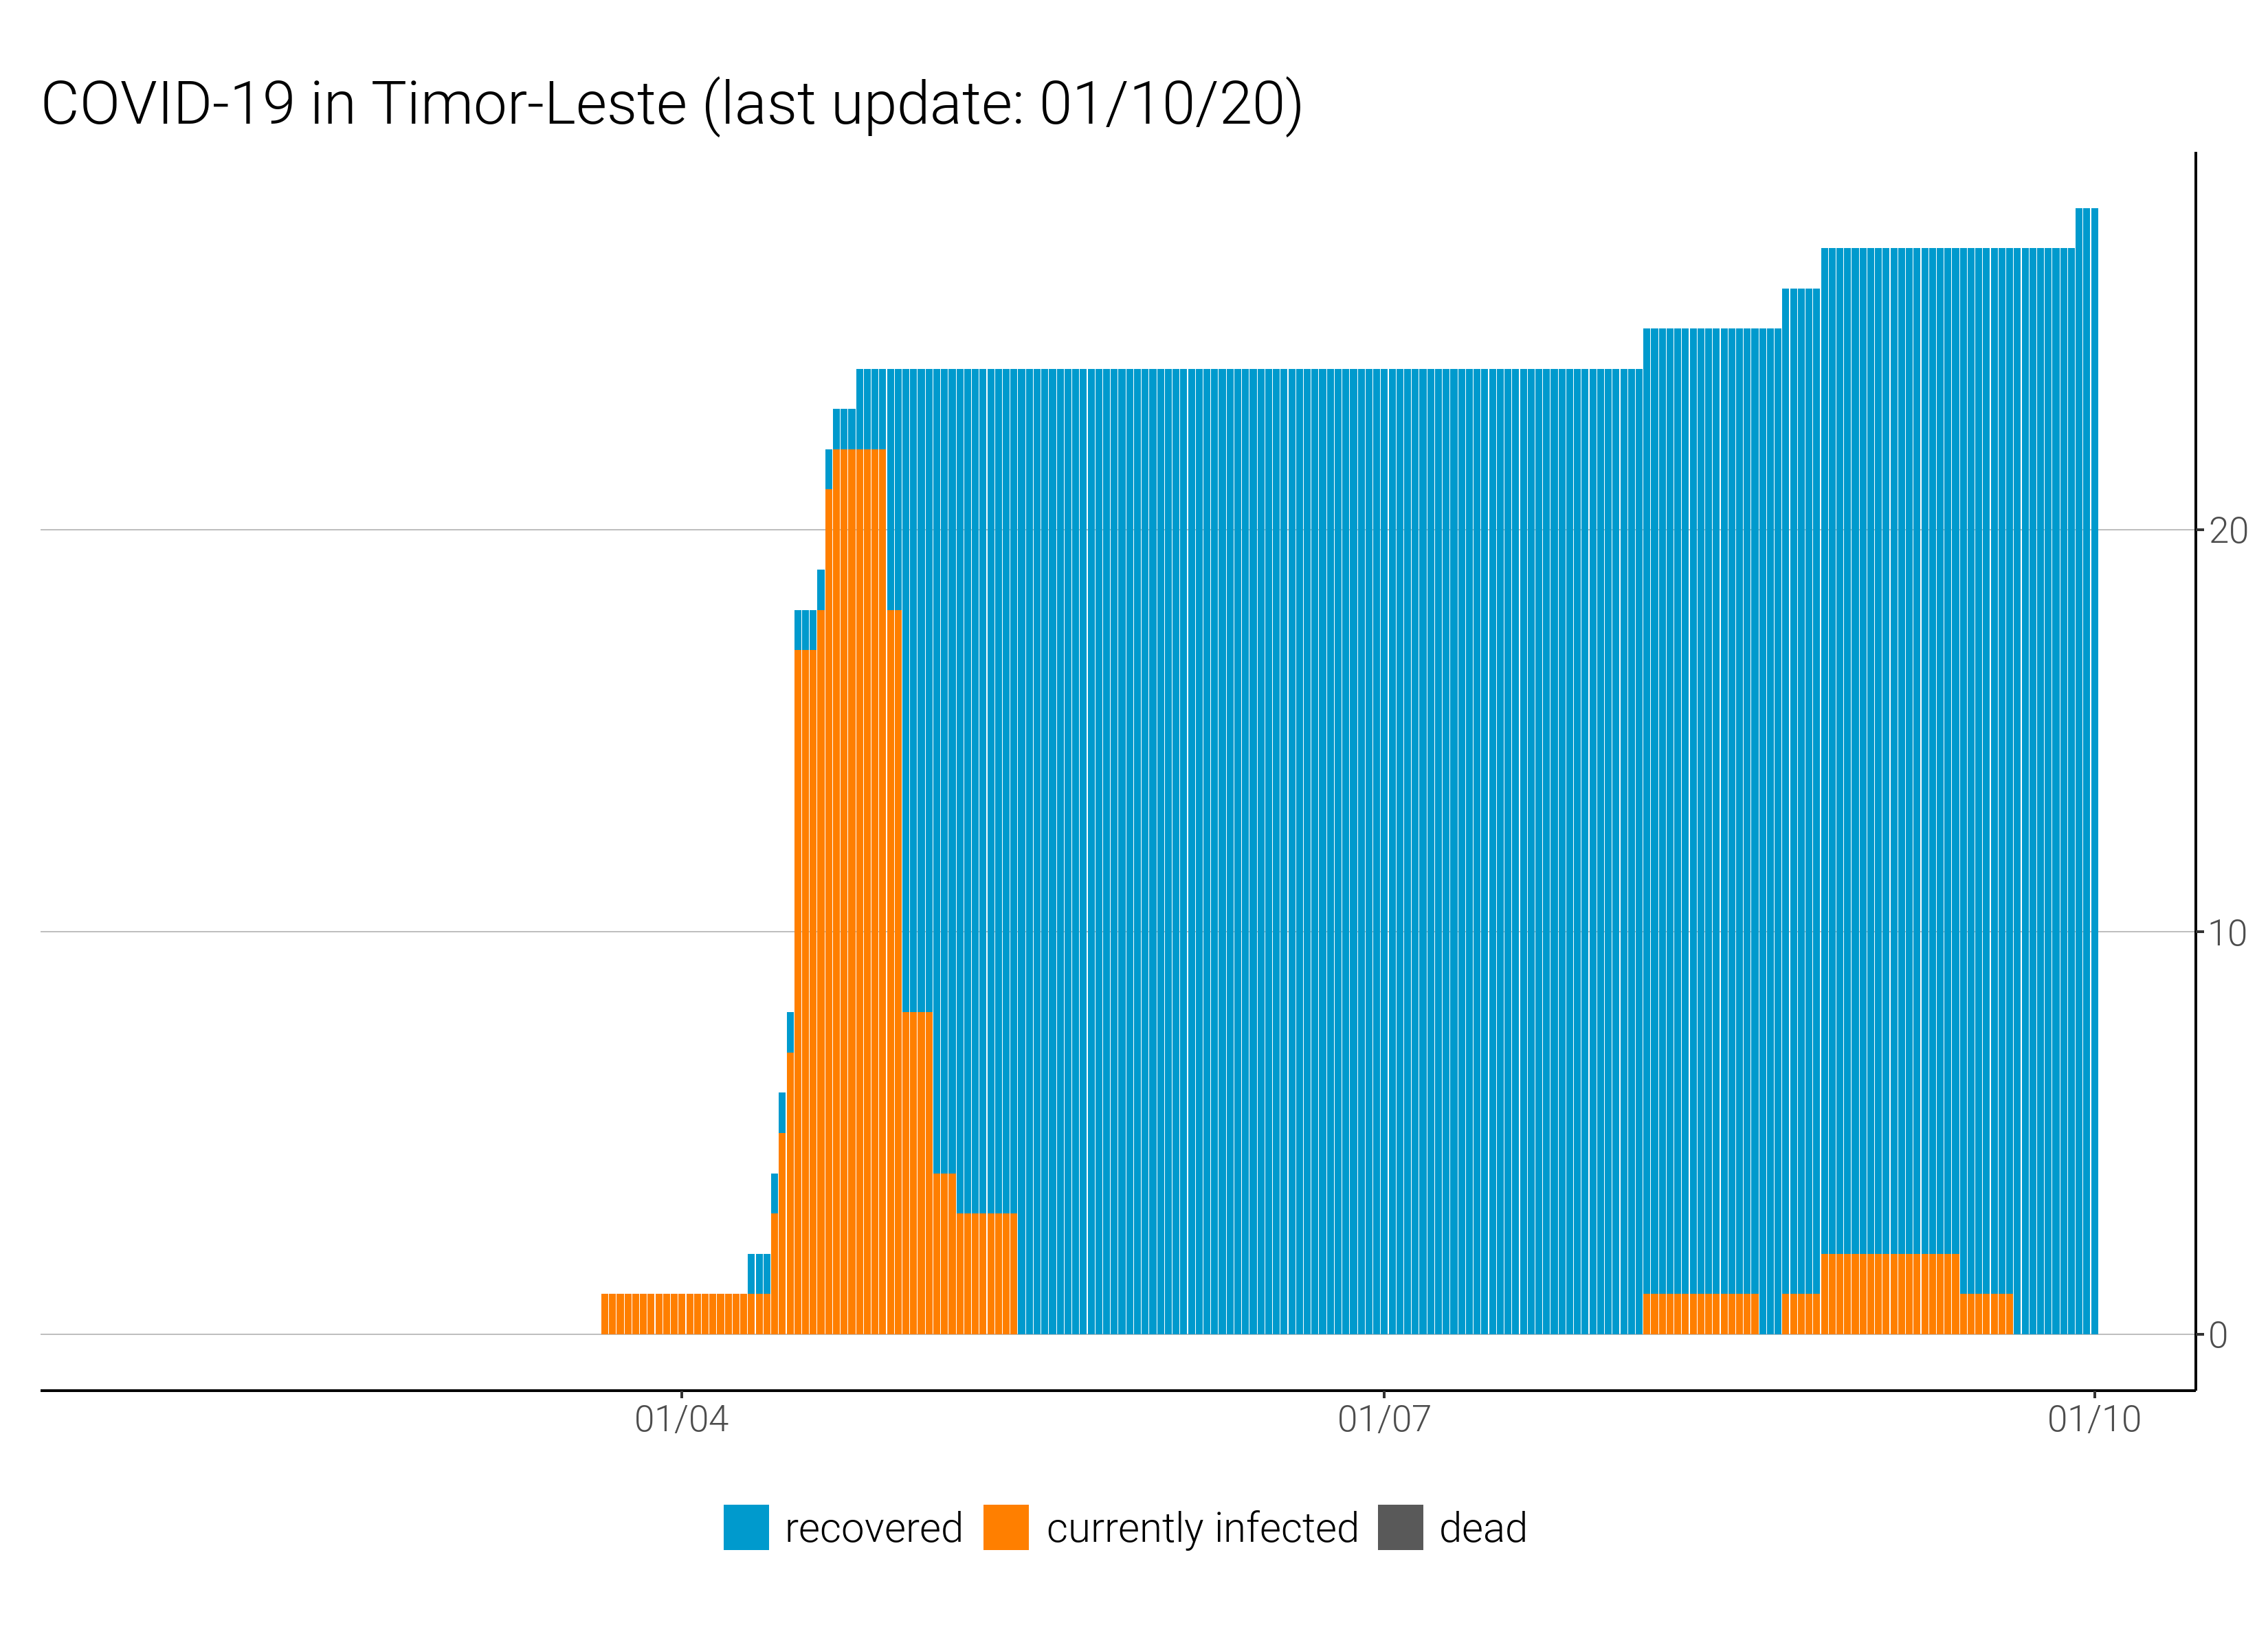 COVID-19 in Timor-Leste (last update: 01/10/20)
20
10
0
01/04 01/07 01/10
recovered currently infected dead